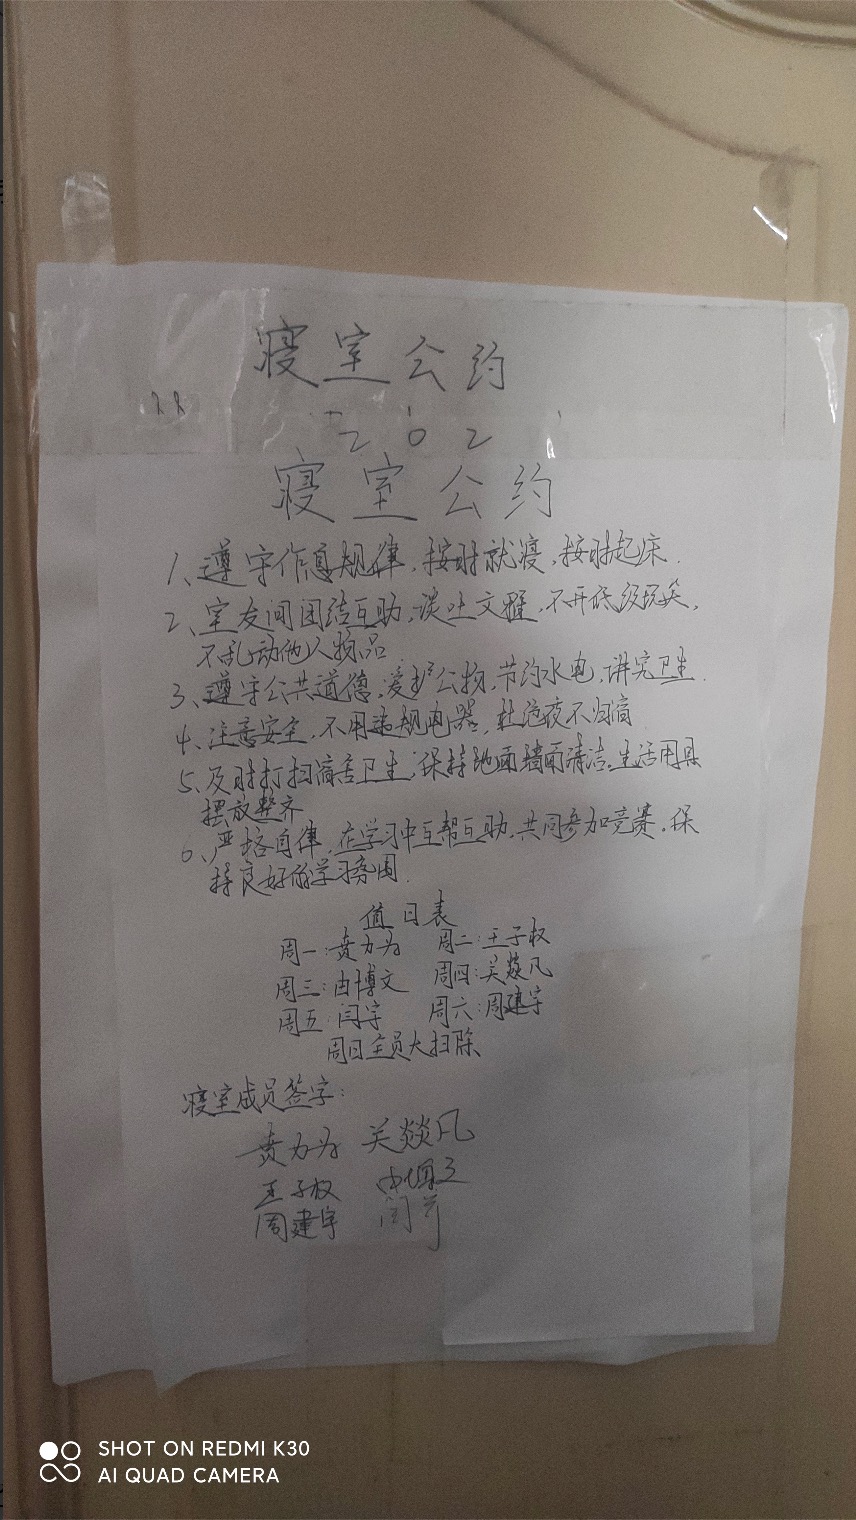 寝室公约
202
寝室公约
1、遵守作息规律，按时就寝，按时起床.
2、室友间团结互助，谈吐文雅，不开低级玩笑，
不乱动他人物品
3、遵守公共道德，爱护公物，节约水电，讲究卫生.
4、注意安全，不用违规电器，杜绝夜不归宿
5、及时打扫宿舍卫生，保持地面墙面清洁，生活用具
摆放整齐
6、严格自律，在学习中互帮互助，共同参加竞赛，保
持良好的学习氛围.
值日表
周一：贲力为 周二：王子权
周三：由博文 周四：吴燚凡
周五：闫宇 周六：周建宇
周日全员大扫除
寝室成员签字：
贲力为 吴燚凡
王子权
周建宇 闫宇
SHOT ON REDMI K30
AI QUAD CAMERA